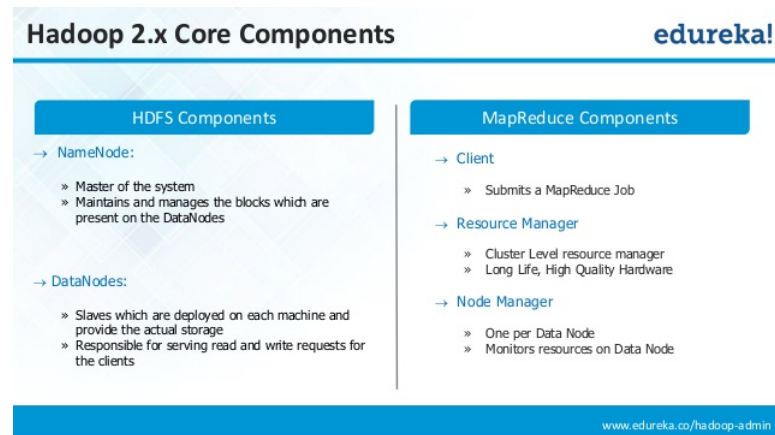 Hadoop 2.x Core Components
edureka!
HDFS Components
→ NameNode:
» Master of the system
» Maintains and manages the blocks which are
present on the DataNodes
→ DataNodes:
» Slaves which are deployed on each machine and
provide the actual storage
» Responsible for serving read and write requests for
the clients
MapReduce Components
→ Client
» Submits a MapReduce Job
→ Resource Manager
» Cluster Level resource manager
» Long Life, High Quality Hardware
→ Node Manager
» One per Data Node
» Monitors resources on Data Node
www.edureka.co/hadoop-admin